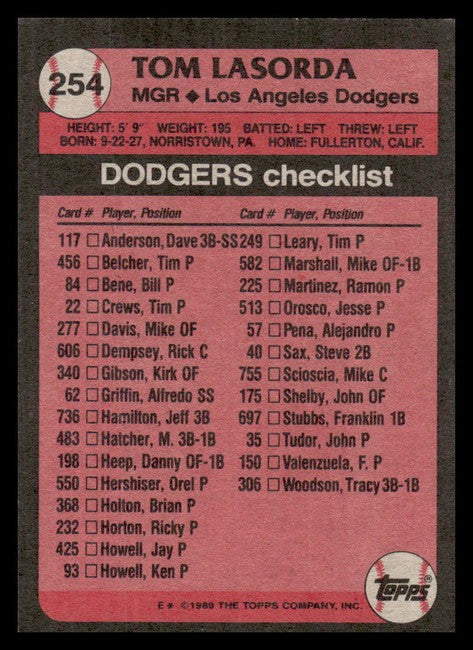 254
TOM LASORDA
MGR ◆ Los Angeles Dodgers
HEIGHT: 5' 9" WEIGHT: 195 BATTED: LEFT THREW: LEFT
BORN: 9-22-27, NORRISTOWN, PA. HOME: FULLERTON, CALIF.
DODGERS checklist
Card # Player, Position
117 □ Anderson, Dave 3B-SS
456 □ Belcher, Tim P
84 □ Bene, Bill P
22 □ Crews, Tim P
277 □ Davis, Mike OF
606 □ Dempsey, Rick C
340 □ Gibson, Kirk OF
62 □ Griffin, Alfredo SS
736 □ Hamilton, Jeff 3B
483 □ Hatcher, M. 3B-1B
198 □ Heep, Danny OF-1B
550 □ Hershiser, Orel P
368 □ Holton, Brian P
232 □ Horton, Ricky P
425 □ Howell, Jay P
93 □ Howell, Ken P
Card # Player, Position
249 □ Leary, Tim P
582 □ Marshall, Mike OF-1B
225 □ Martinez, Ramon P
513 □ Orosco, Jesse P
57 □ Pena, Alejandro P
40 □ Sax, Steve 2B
755 □ Scioscia, Mike C
175 □ Shelby, John OF
697 □ Stubbs, Franklin 1B
35 □ Tudor, John P
150 □ Valenzuela, F. P
306 □ Woodson, Tracy 3B-1B
Topps®
E* ©1989 THE TOPPS COMPANY, INC.